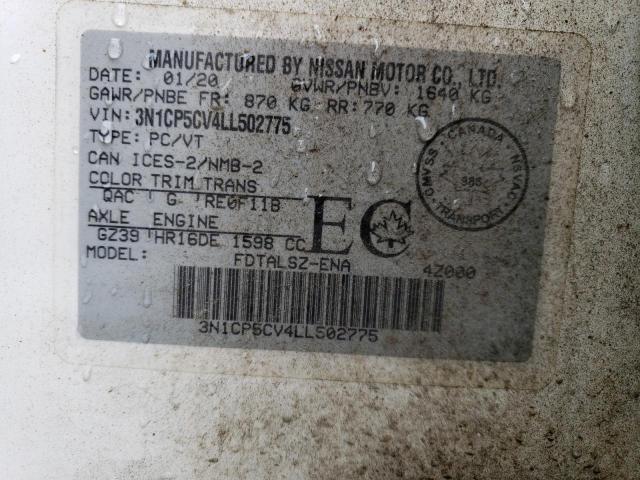 MANUFACTURED BY NISSAN MOTOR CO., LTD.
DATE: 01/20 GVWR/PNBV: 1640 KG
GAWR/PNBE FR: 870 KG RR: 770 KG
VIN: 3N1CP5CV4LL502775
TYPE: PC/VT
CAN ICES-2/NMB-2
COLOR TRIM TRANS
QAC G RE0F11B
AXLE ENGINE
GZ39 HR16DE 1598 CC
EC
MODEL: FDTALSZ-ENA 4Z000
3N1CP5CV4LL502775
CANADA
CMVSS
NSVAC
TRANSPORT